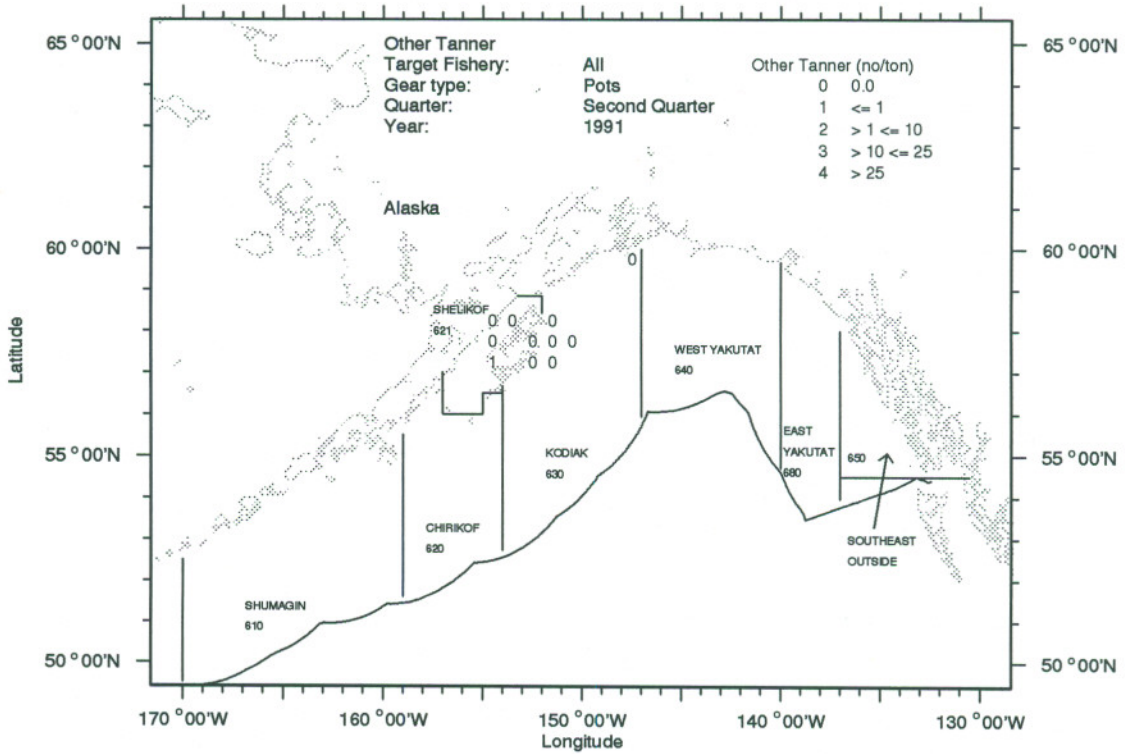 65 °00'N
Other Tanner
65 °00'N
Target Fishery: All
Other Tanner (no/ton)
Gear type: Pots
0 0.0
Quarter: Second Quarter
1 <= 1
Year: 1991
2 > 1 <= 10
3 > 10 <= 25
4 > 25
Alaska
60 °00'N
60 °00'N
0
SHELIKOF
621
0 0 0
0 0 0 0
1 0 0
WEST YAKUTAT
640
Latitude
EAST
YAKUTAT
680
650
KODIAK
630
55 °00'N
55 °00'N
CHIRIKOF
620
SOUTHEAST
OUTSIDE
SHUMAGIN
610
50 °00'N
50 °00'N
170 °00'W 160 °00'W 150 °00'W 140 °00'W 130 °00'W
Longitude